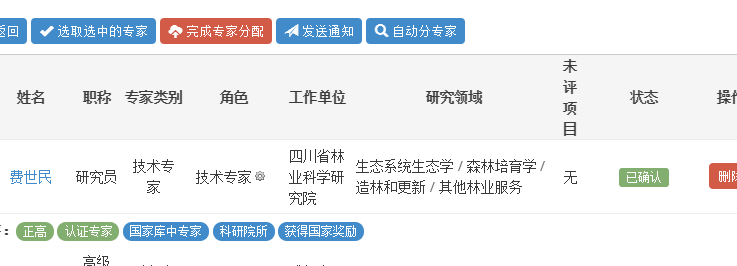 返回 选取选中的专家 完成专家分配 发送通知 自动分专家
姓名 职称 专家类别 角色 工作单位 研究领域 未评项目 状态 操作
费世民 研究员 技术专家 技术专家 四川省林业科学研究院 生态系统生态学 / 森林培育学 / 造林和更新 / 其他林业服务 无 已确认 删除
: 正高 认证专家 国家库中专家 科研院所 获得国家奖励
高级